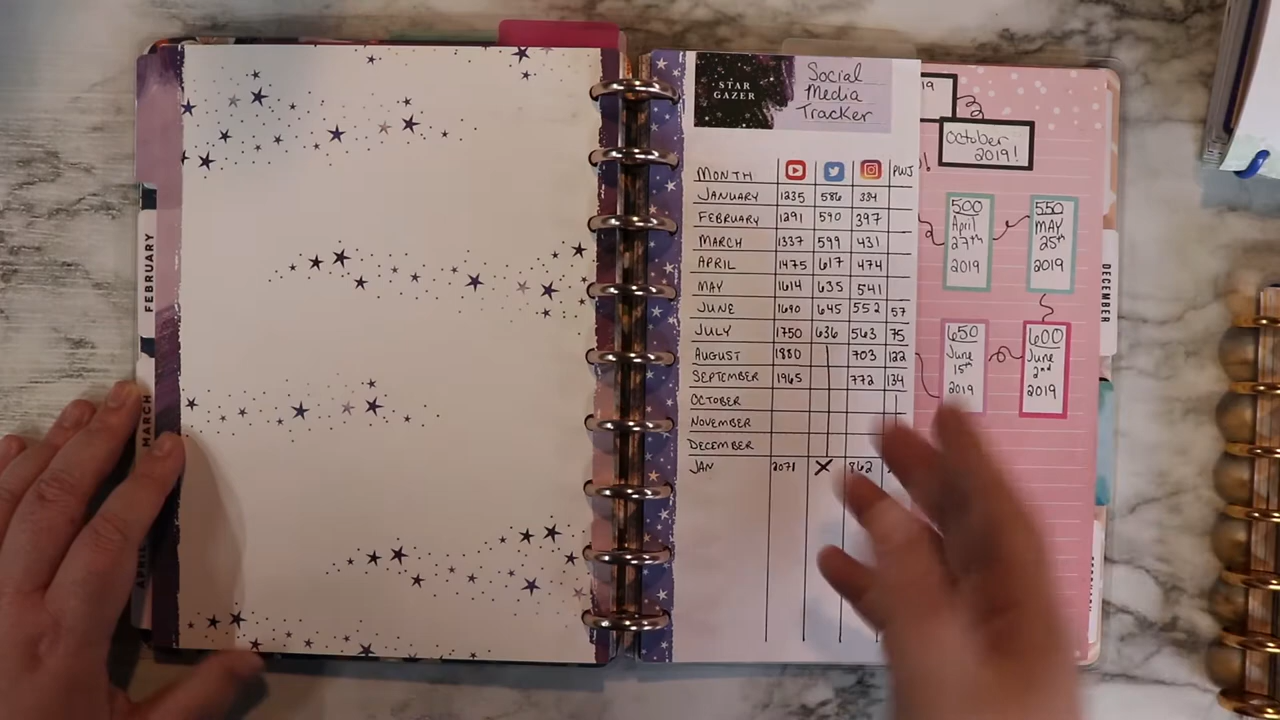 FEBRUARY
MARCH
STAR
GAZER
Social
Media
Tracker
MONTH PWJ
JANUARY 1235 586 334
FEBRUARY 1291 590 397
MARCH 1337 599 431
APRIL 1475 617 474
MAY 1614 635 541
JUNE 1690 645 552 57
JULY 1750 636 563 75
AUGUST 1880 703 122
SEPTEMBER 1965 772 134
OCTOBER
NOVEMBER
DECEMBER
JAN 2071 X 862
19
October
2019!
500
April
27th
2019
550
MAY
25th
2019
650
June
15th
2019
600
June
2nd
2019
DECEMBER